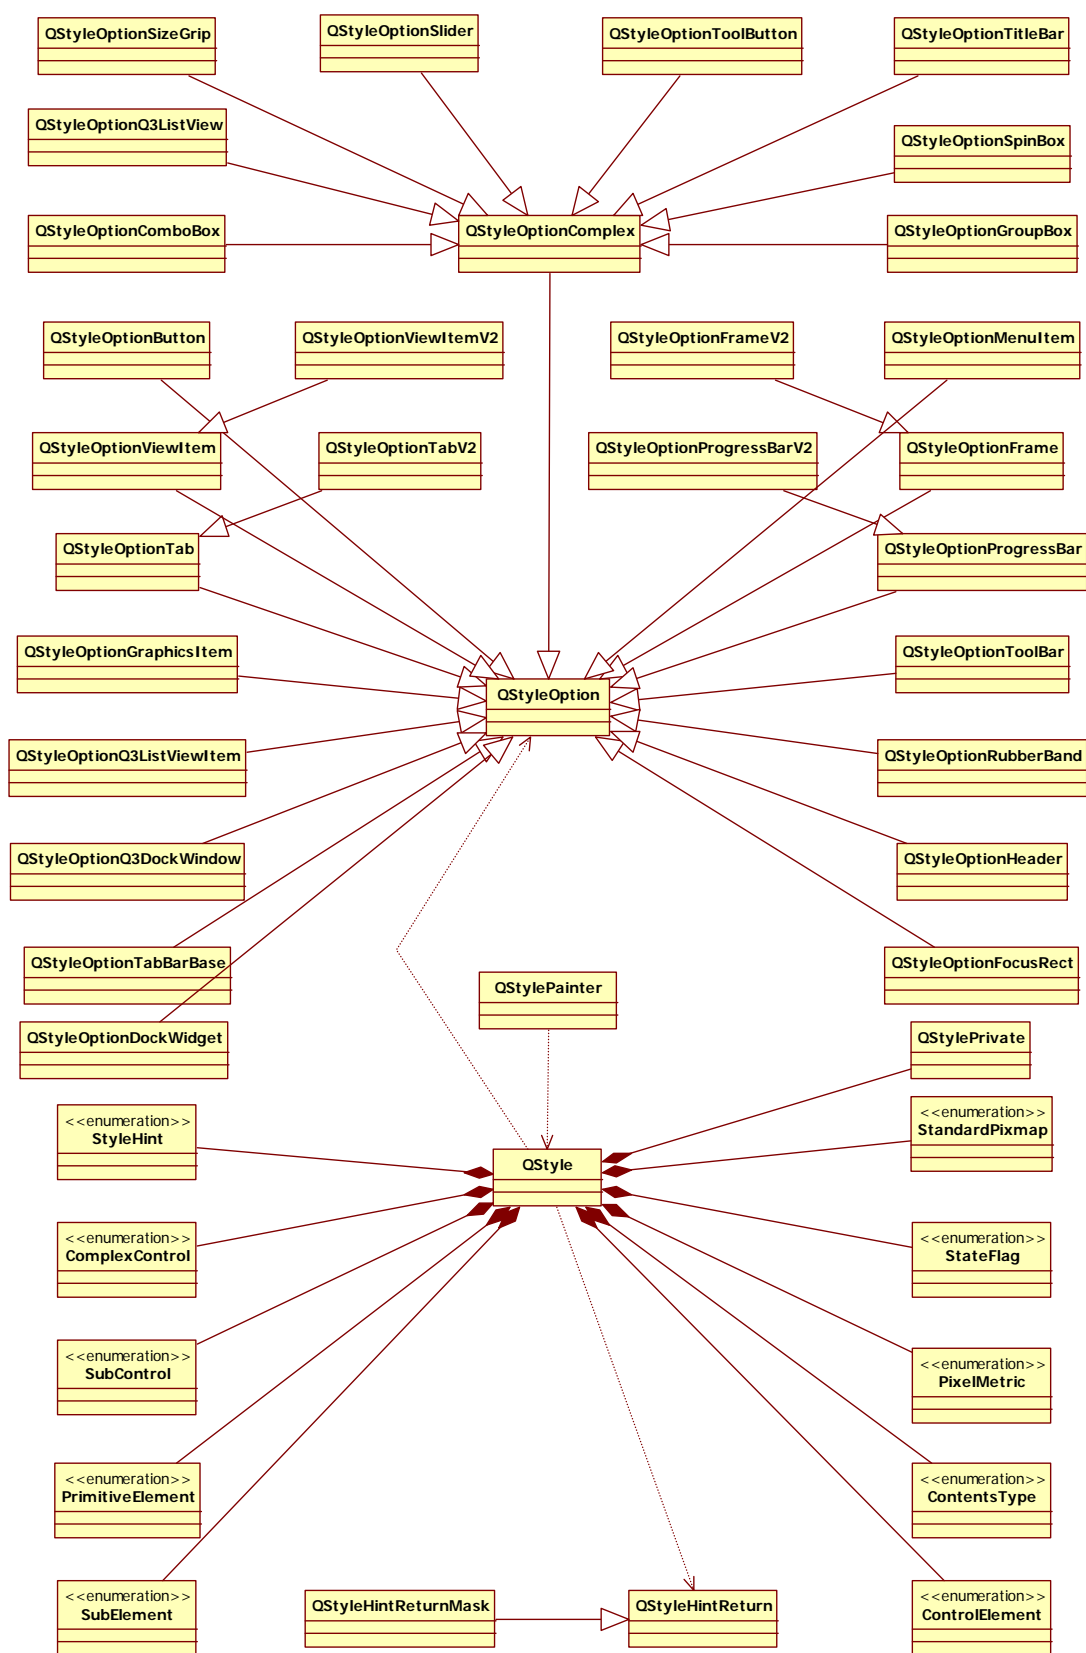 QStyleOptionSizeGrip
QStyleOptionSlider
QStyleOptionToolButton
QStyleOptionTitleBar
QStyleOptionQ3ListView
QStyleOptionSpinBox
QStyleOptionComboBox
QStyleOptionComplex
QStyleOptionGroupBox
QStyleOptionButton
QStyleOptionViewItemV2
QStyleOptionFrameV2
QStyleOptionMenuItem
QStyleOptionViewItem
QStyleOptionTabV2
QStyleOptionProgressBarV2
QStyleOptionFrame
QStyleOptionTab
QStyleOptionProgressBar
QStyleOptionGraphicsItem
QStyleOption
QStyleOptionToolBar
QStyleOptionQ3ListViewItem
QStyleOptionRubberBand
QStyleOptionQ3DockWindow
QStyleOptionHeader
QStyleOptionTabBarBase
QStylePainter
QStyleOptionFocusRect
QStyleOptionDockWidget
QStylePrivate
<<enumeration>>
StyleHint
<<enumeration>>
StandardPixmap
QStyle
<<enumeration>>
ComplexControl
<<enumeration>>
StateFlag
<<enumeration>>
SubControl
<<enumeration>>
PixelMetric
<<enumeration>>
PrimitiveElement
<<enumeration>>
ContentsType
<<enumeration>>
SubElement
QStyleHintReturnMask
QStyleHintReturn
<<enumeration>>
ControlElement